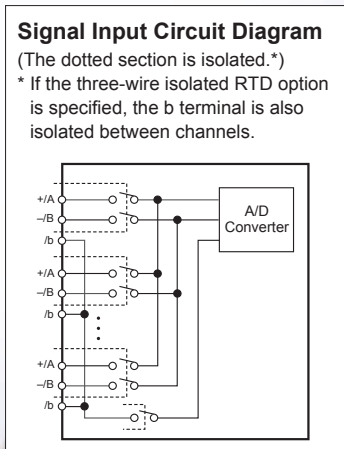 Signal Input Circuit Diagram
(The dotted section is isolated.*)
* If the three-wire isolated RTD option
is specified, the b terminal is also
isolated between channels.
+/A
–/B
/b
A/D
Converter
+/A
–/B
/b
+/A
–/B
/b